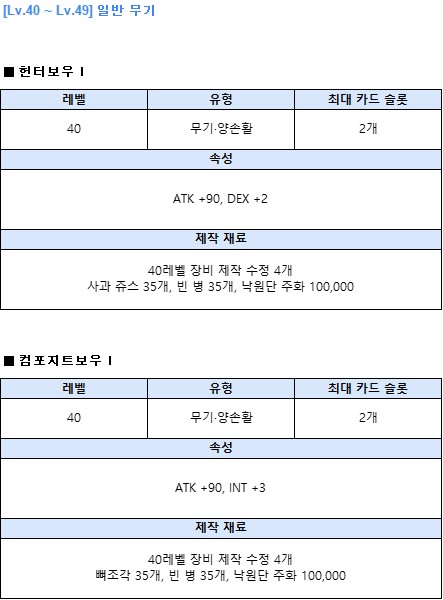 [Lv.40 ~ Lv.49] 일반 무기
■ 헌터보우 I
레벨 유형 최대 카드 슬롯
40 무기·양손활 2개
속성
ATK +90, DEX +2
제작 재료
40레벨 장비 제작 수정 4개
사과 쥬스 35개, 빈 병 35개, 낙원단 주화 100,000
■ 컴포지트보우 I
레벨 유형 최대 카드 슬롯
40 무기·양손활 2개
속성
ATK +90, INT +3
제작 재료
40레벨 장비 제작 수정 4개
뼈조각 35개, 빈 병 35개, 낙원단 주화 100,000